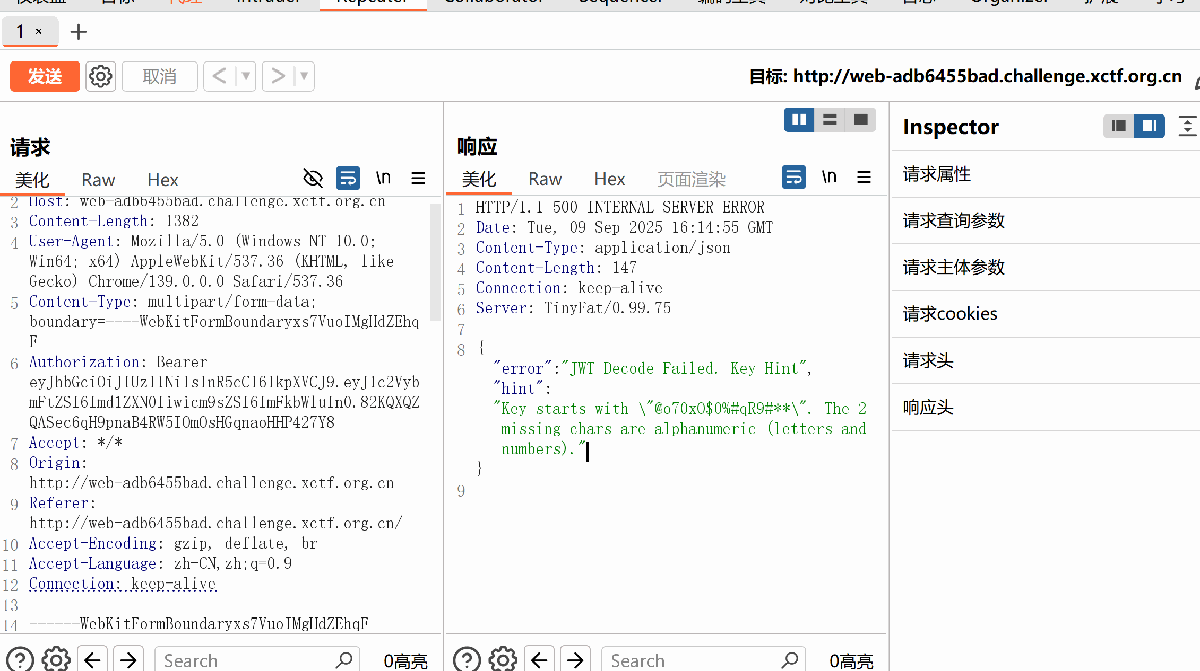 Intruder
Repeater
Collaborator
Sequencer
Organizer
1 ×
发送
取消
目标: http://web-adb6455bad.challenge.xctf.org.cn
请求
美化 Raw Hex
\n
2 Host: web-adb6455bad.challenge.xctf.org.cn
3 Content-Length: 1382
4 User-Agent: Mozilla/5.0 (Windows NT 10.0;
Win64; x64) AppleWebKit/537.36 (KHTML, like
Gecko) Chrome/139.0.0.0 Safari/537.36
5 Content-Type: multipart/form-data;
boundary=----WebKitFormBoundaryxs7VuoIMgHdZEhq
F
6 Authorization: Bearer
7 Accept: */*
8 Origin:
http://web-adb6455bad.challenge.xctf.org.cn
9 Referer:
http://web-adb6455bad.challenge.xctf.org.cn/
10 Accept-Encoding: gzip, deflate, br
11 Accept-Language: zh-CN,zh;q=0.9
12 Connection: keep-alive
13
14 ------WebKitFormBoundaryxs7VuoIMgHdZEhqF
Search
0高亮
响应
美化 Raw Hex 页面渲染
\n
1 HTTP/1.1 500 INTERNAL SERVER ERROR
2 Date: Tue, 09 Sep 2025 16:14:55 GMT
3 Content-Type: application/json
4 Content-Length: 147
5 Connection: keep-alive
6 Server: TinyFat/0.99.75
7
8 {
"error":"JWT Decode Failed. Key Hint",
"hint":
"Key starts with \"@o70xO$0%#qR9#**\". The 2
missing chars are alphanumeric (letters and
numbers)."
}
9
Search
0高亮
Inspector
请求属性
请求查询参数
请求主体参数
请求cookies
请求头
响应头